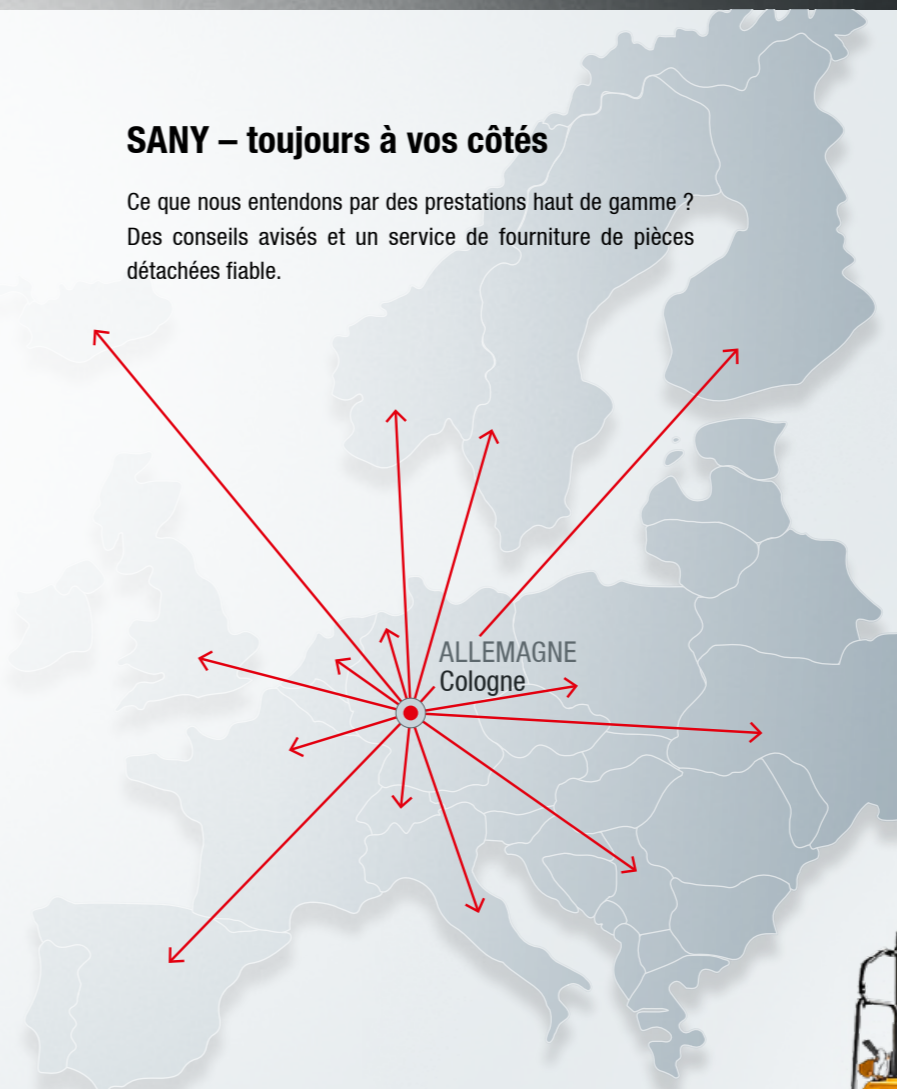 SANY – toujours à vos côtés
Ce que nous entendons par des prestations haut de gamme ?
Des conseils avisés et un service de fourniture de pièces
détachées fiable.
ALLEMAGNE
Cologne